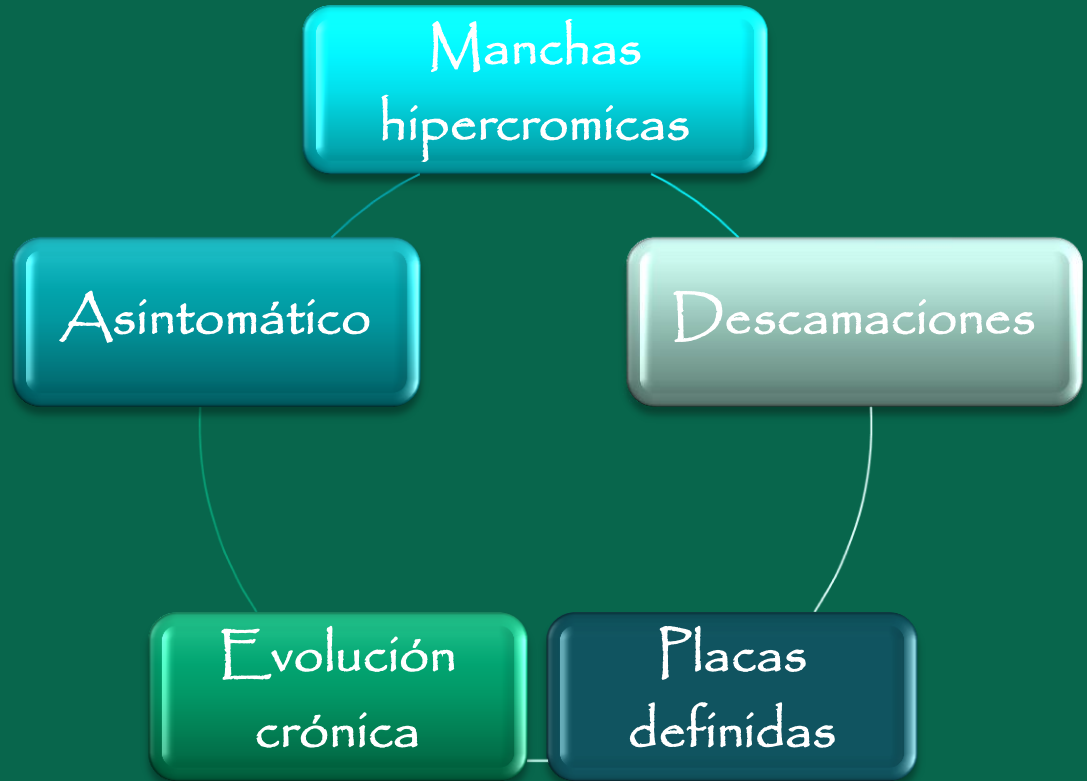 Manchas
hipercromicas
Asintomático
Descamaciones
Evolución
crónica
Placas
definidas